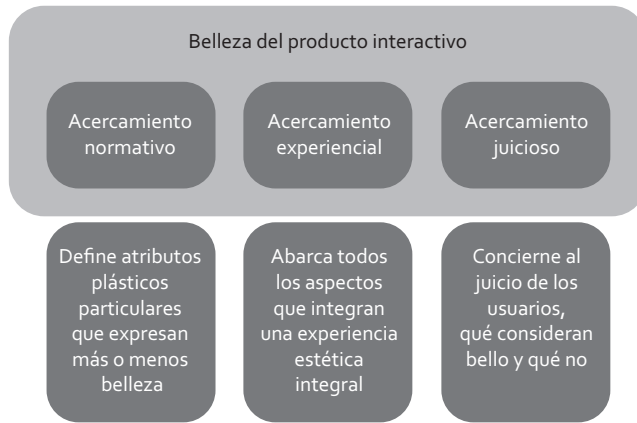 Belleza del producto interactivo
Acercamiento
normativo
Acercamiento
experiencial
Acercamiento
juicioso
Define atributos
plásticos
particulares
que expresan
más o menos
belleza
Abarca todos
los aspectos
que integran
una experiencia
estética
integral
Concierne al
juicio de los
usuarios,
qué consideran
bello y qué no